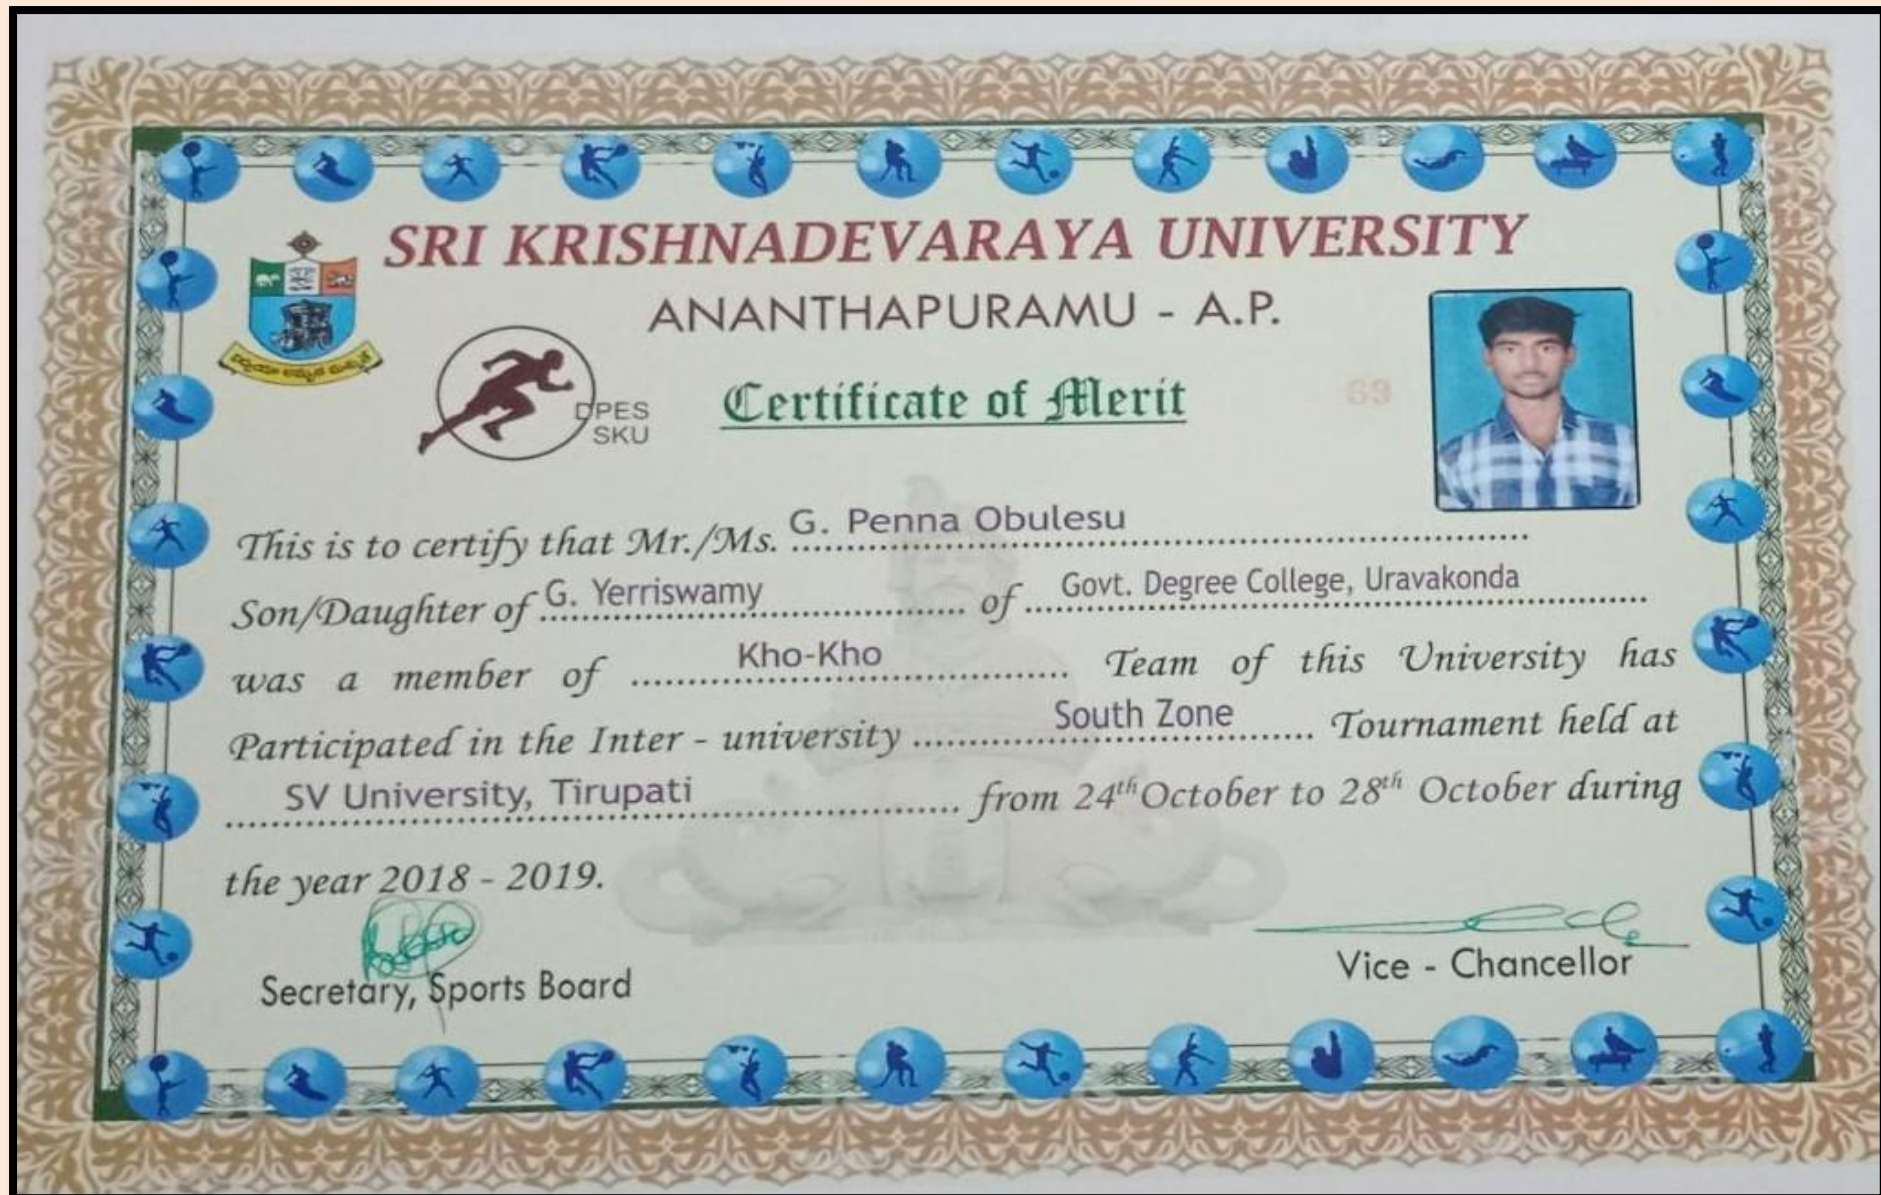 SRI KRISHNADEVARAYA UNIVERSITY
ANANTHAPURAMU - A.P.
DPES
SKU
Certificate of Merit
69
This is to certify that Mr./Ms. G. Penna Obulesu
Son/Daughter of G. Yerriswamy of Govt. Degree College, Uravakonda
was a member of Kho-Kho Team of this University has
Participated in the Inter - university South Zone Tournament held at
SV University, Tirupati from 24th October to 28th October during
the year 2018 - 2019.
Secretary, Sports Board
Vice - Chancellor